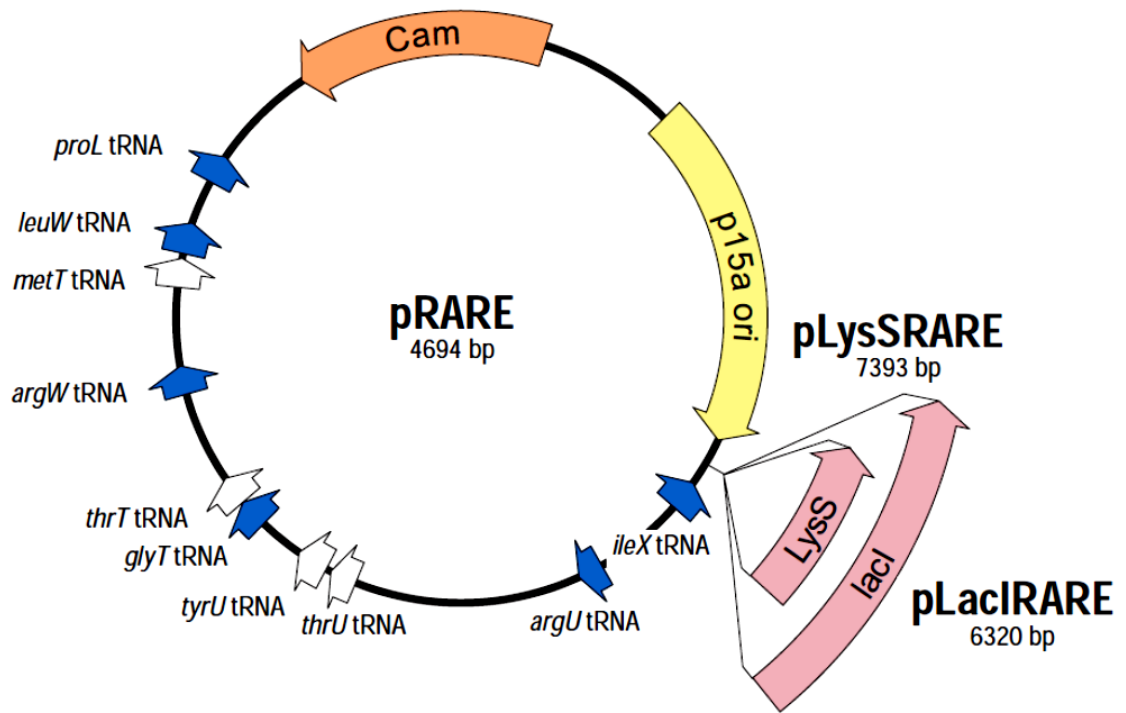 Cam
proL tRNA
leuW tRNA
metT tRNA
argW tRNA
thrT tRNA
glyT tRNA
tyrU tRNA
thrU tRNA
argU tRNA
ileX tRNA
p15a ori
pRARE
4694 bp
pLysSRARE
7393 bp
LysS
lacI
pLacIRARE
6320 bp